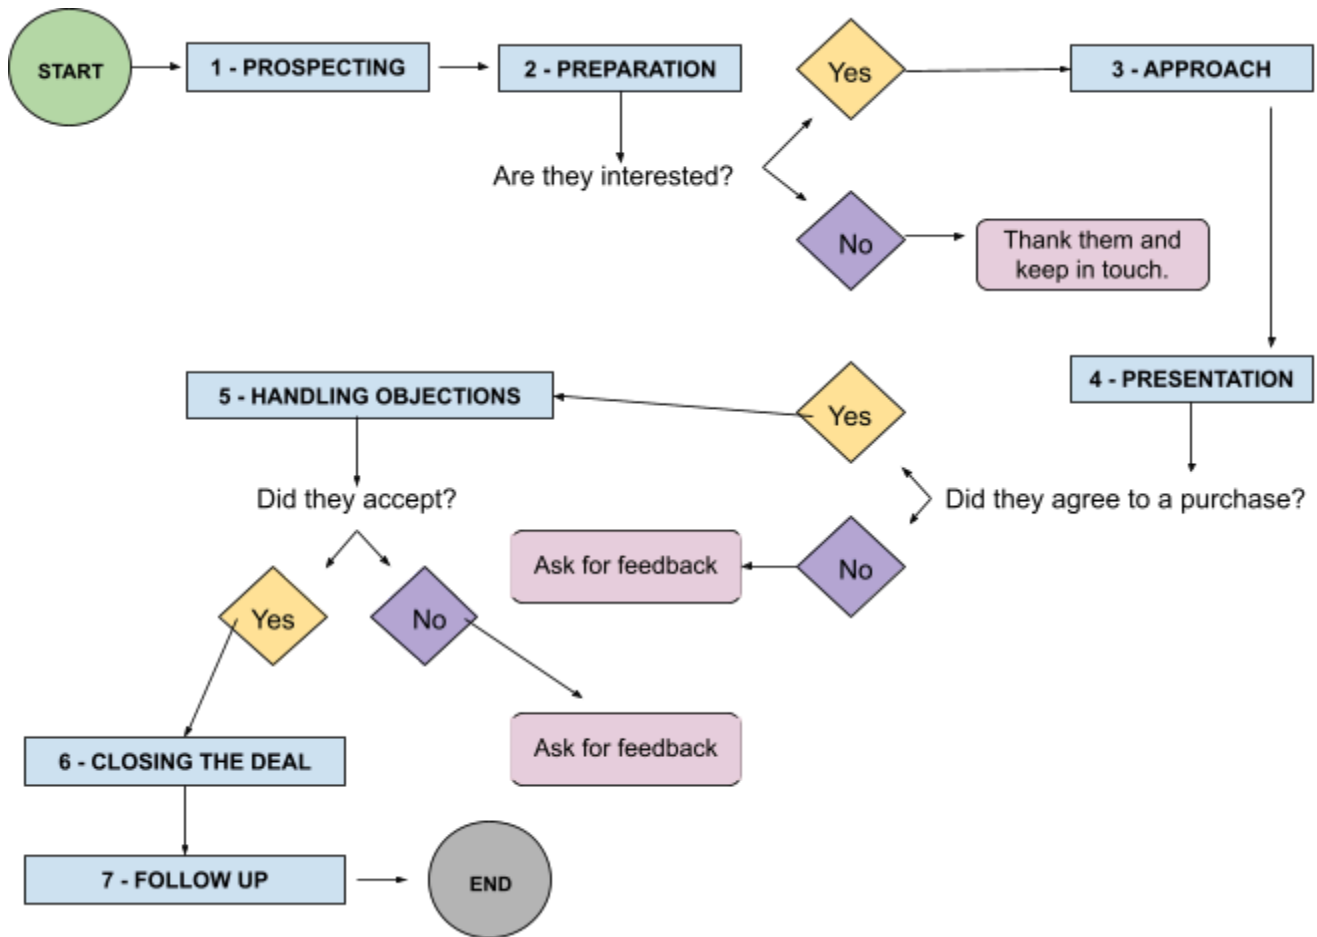 START
1 - PROSPECTING
2 - PREPARATION
Yes
3 - APPROACH
Are they interested?
No
Thank them and
keep in touch.
4 - PRESENTATION
5 - HANDLING OBJECTIONS
Yes
Did they accept?
Did they agree to a purchase?
Ask for feedback
No
Yes
No
Ask for feedback
6 - CLOSING THE DEAL
7 - FOLLOW UP
END